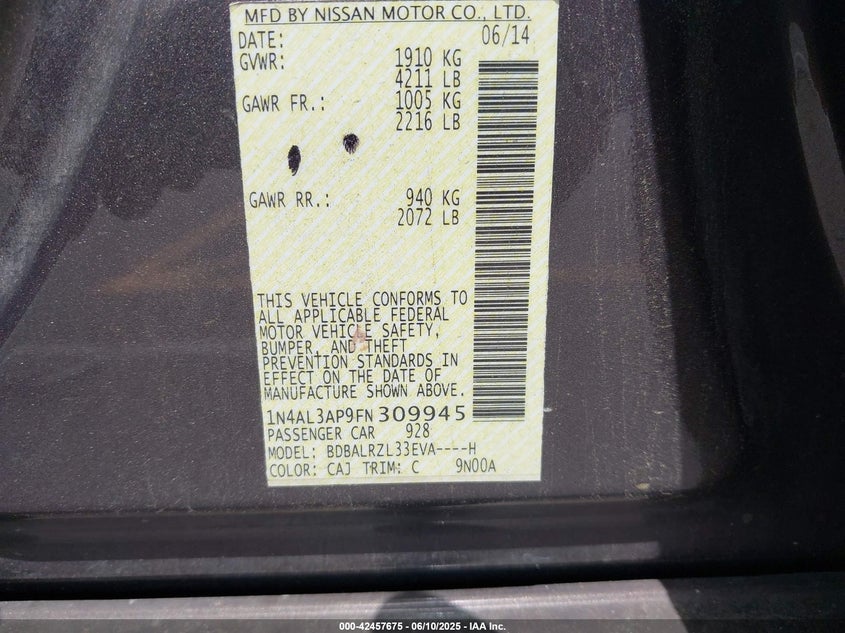 MFD BY NISSAN MOTOR CO., LTD.
DATE: 06/14
GVWR: 1910 KG
4211 LB
GAWR FR.: 1005 KG
2216 LB
GAWR RR.: 940 KG
2072 LB
THIS VEHICLE CONFORMS TO
ALL APPLICABLE FEDERAL
MOTOR VEHICLE SAFETY,
BUMPER, AND THEFT
PREVENTION STANDARDS IN
EFFECT ON THE DATE OF
MANUFACTURE SHOWN ABOVE.
1N4AL3AP9FN309945
PASSENGER CAR 928
MODEL: BDBALRZL33EVA----H
COLOR: CAJ TRIM: C 9N00A
000-42457675 - 06/10/2025 - IAA Inc.